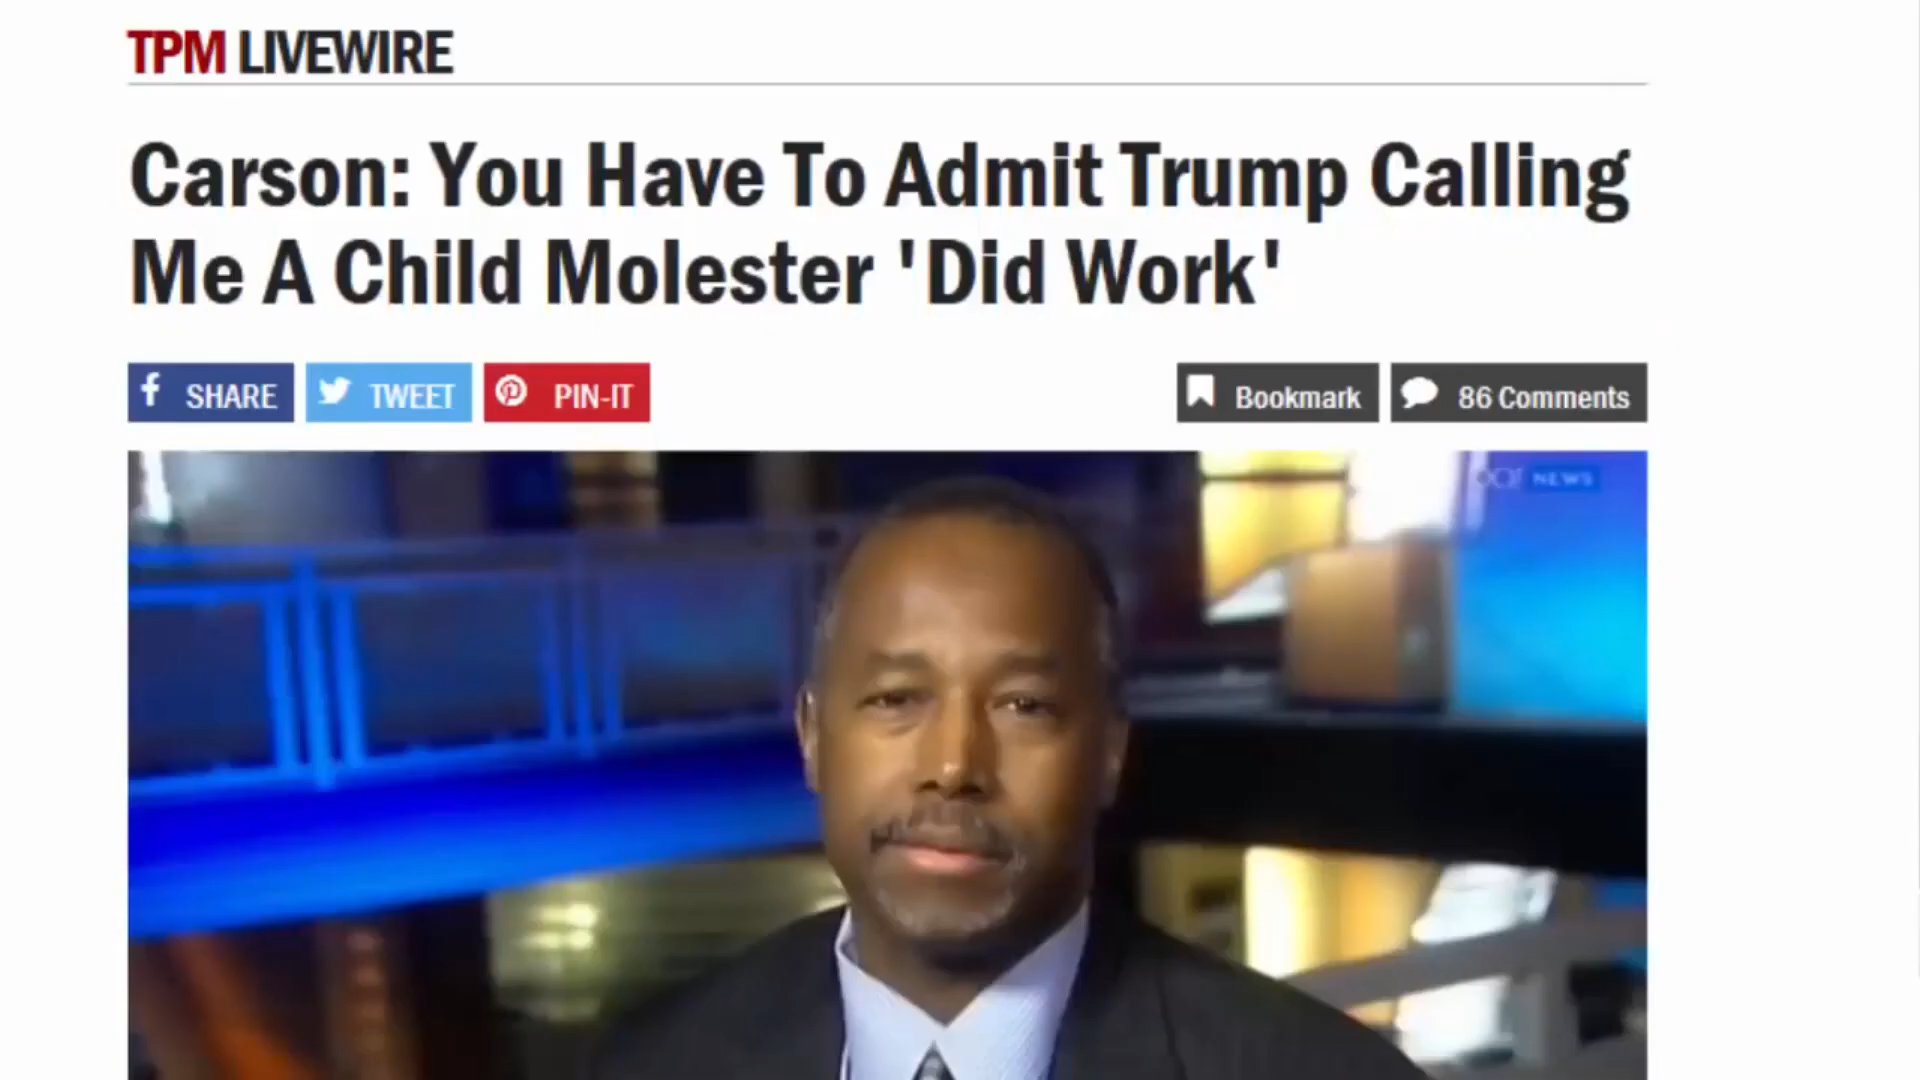 TPM LIVEWIRE
Carson: You Have To Admit Trump Calling
Me A Child Molester 'Did Work'
SHARE TWEET PIN-IT Bookmark 86 Comments
NEWS